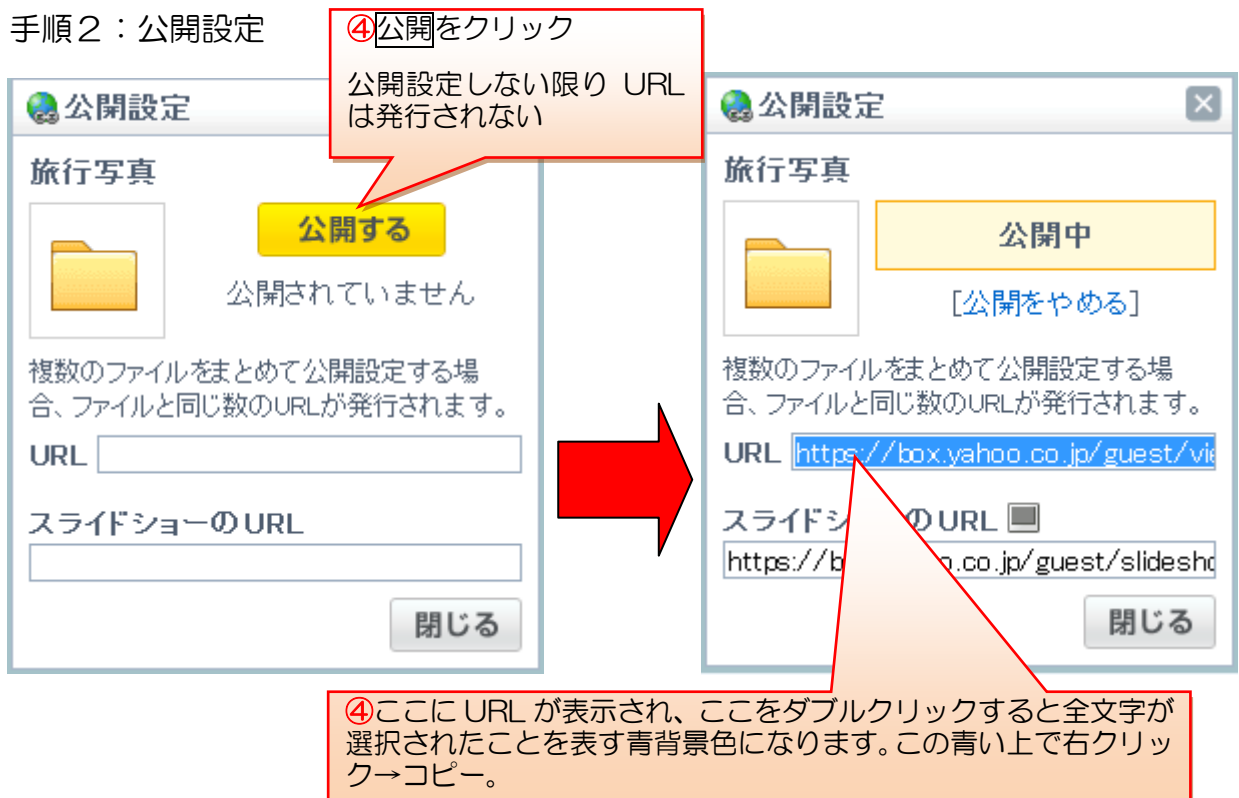 手順２：公開設定
④公開をクリック
公開設定しない限り URL
は発行されない
公開設定
旅行写真
公開する
公開されていません
複数のファイルをまとめて公開設定する場
合、ファイルと同じ数のURLが発行されます。
URL
スライドショーのURL
閉じる
公開設定
旅行写真
公開中
[公開をやめる]
複数のファイルをまとめて公開設定する場
合、ファイルと同じ数のURLが発行されます。
URL https://box.yahoo.co.jp/guest/vie
スライドシ のURL
https://b .co.jp/guest/slidesho
閉じる
④ここに URL が表示され、ここをダブルクリックすると全文字が
選択されたことを表す青背景色になります。この青い上で右クリッ
ク→コピー。